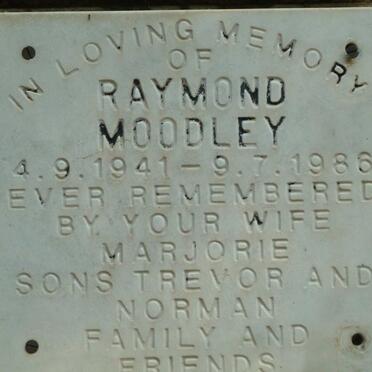 IN LOVING MEMORY
OF
RAYMOND
MOODLEY
4.9.1941 - 9.7.1986
EVER REMEMBERED
BY YOUR WIFE
MARJORIE
SONS TREVOR AND
NORMAN
FAMILY AND
FRIENDS